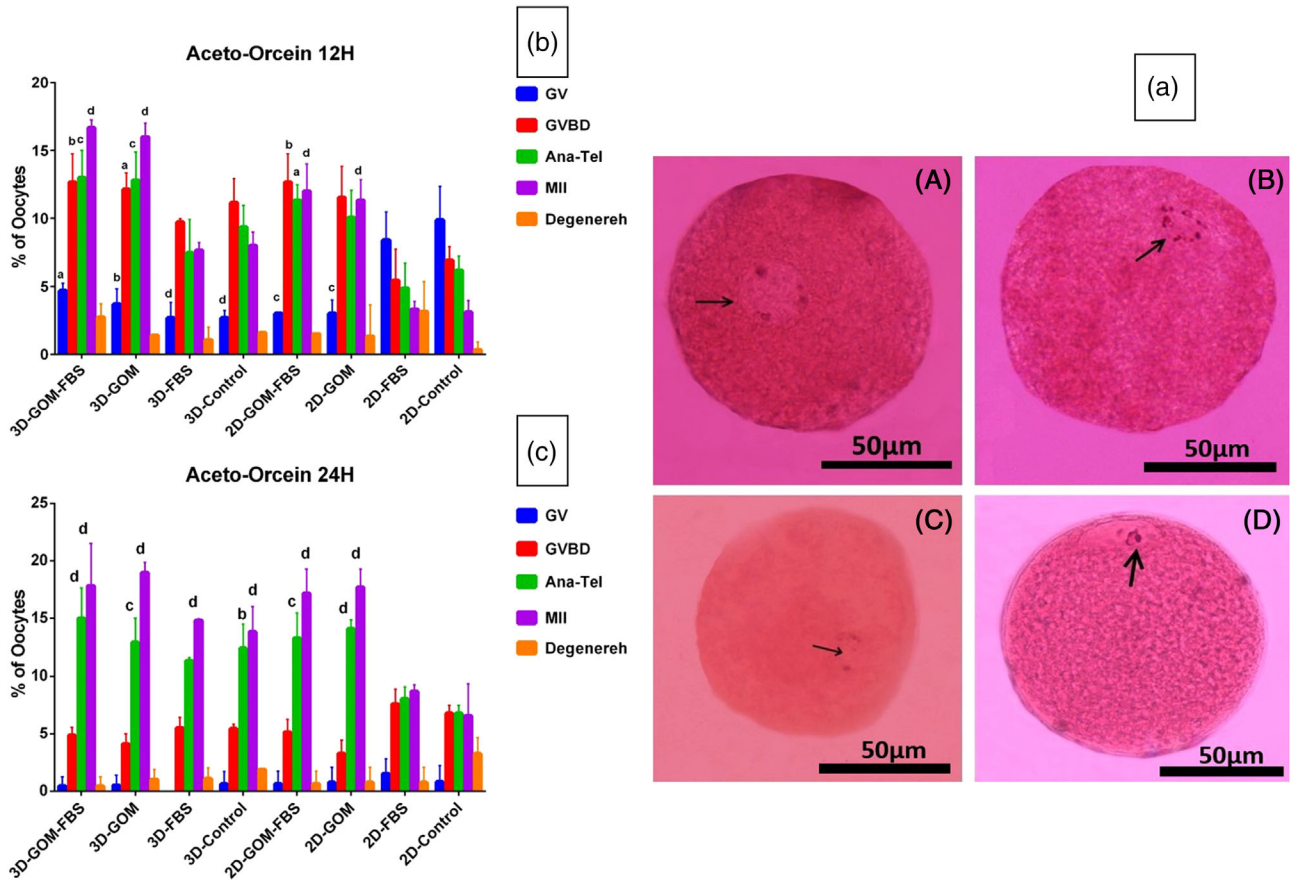 (b)
Aceto-Orcein 12H
20
15
10
5
0
% of Oocytes
a
b
c
d
b
a
c
d
d
d
c
b
a
d
c
d
3D-GOM-FBS
3D-GOM
3D-FBS
3D-Control
2D-GOM-FBS
2D-GOM
2D-FBS
2D-Control
GV
GVBD
Ana-Tel
MII
Degenereh
(c)
Aceto-Orcein 24H
25
20
15
10
5
0
% of Oocytes
d
d
c
d
d
b
d
c
d
d
d
3D-GOM-FBS
3D-GOM
3D-FBS
3D-Control
2D-GOM-FBS
2D-GOM
2D-FBS
2D-Control
GV
GVBD
Ana-Tel
MII
Degenereh
(a)
(A)
50µm
(B)
50µm
(C)
50µm
(D)
50µm